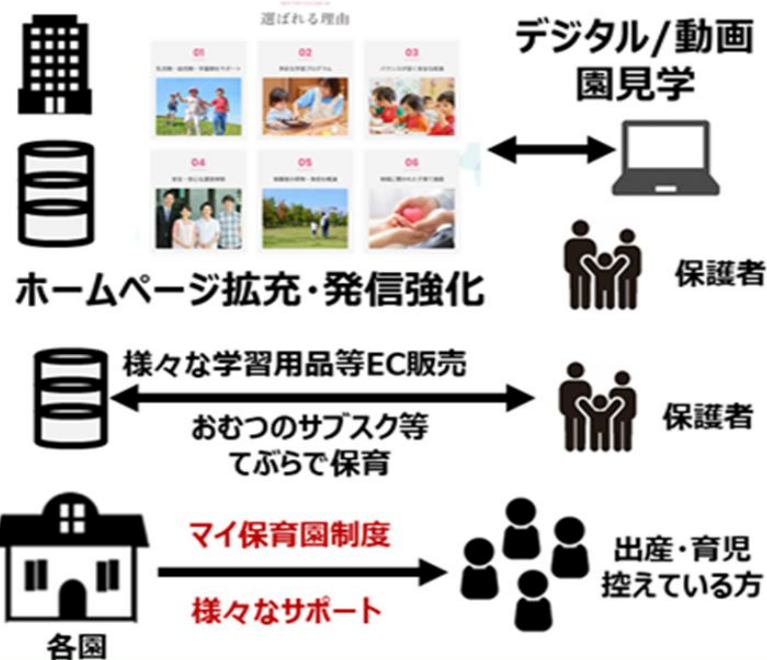 選ばれる理由
デジタル/動画
園見学
01
02
03
04
05
06
保護者
ホームページ拡充・発信強化
様々な学習用品等EC販売
おむつのサブスク等
てぶらで保育
保護者
マイ保育園制度
様々なサポート
出産・育児
控えている方
各園